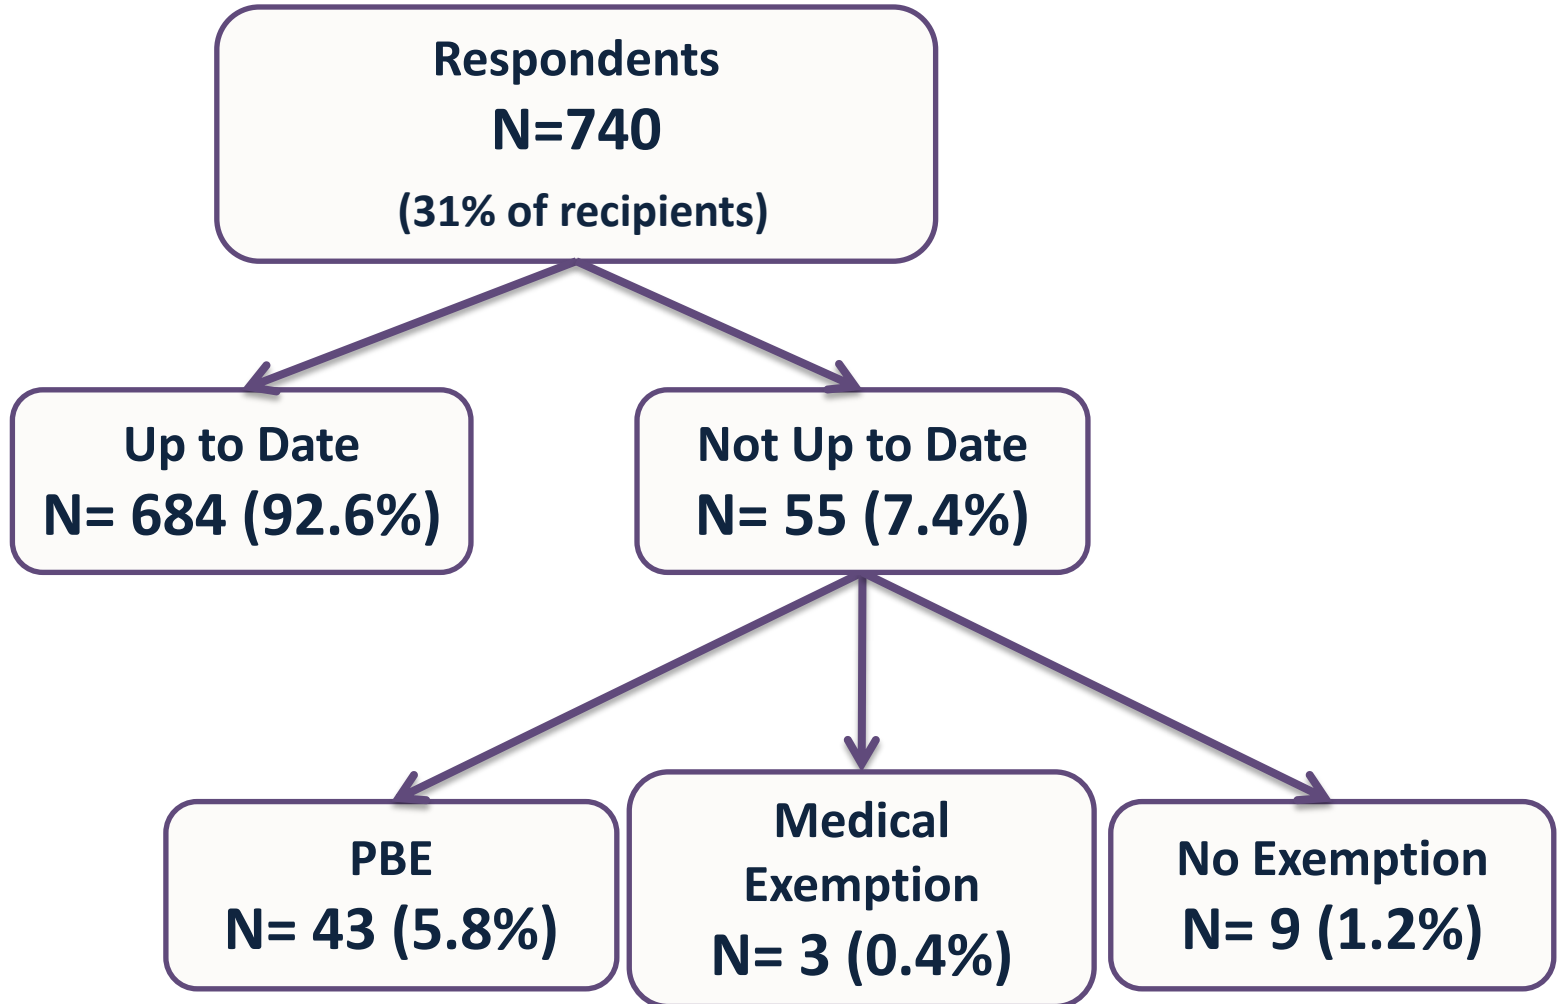 Respondents
N=740
(31% of recipients)
Up to Date
N= 684 (92.6%)
Not Up to Date
N= 55 (7.4%)
PBE
N= 43 (5.8%)
Medical
Exemption
N= 3 (0.4%)
No Exemption
N= 9 (1.2%)